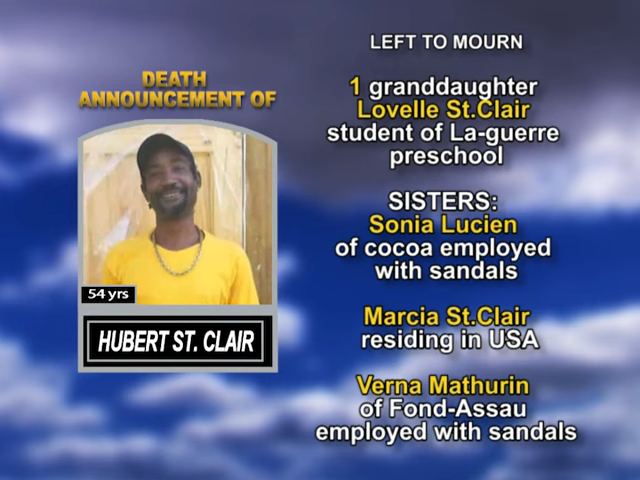 DEATH
ANNOUNCEMENT OF
54 yrs
HUBERT ST. CLAIR
LEFT TO MOURN
1 granddaughter
Lovelle St.Clair
student of La-guerre
preschool
SISTERS:
Sonia Lucien
of cocoa employed
with sandals
Marcia St.Clair
residing in USA
Verna Mathurin
of Fond-Assau
employed with sandals